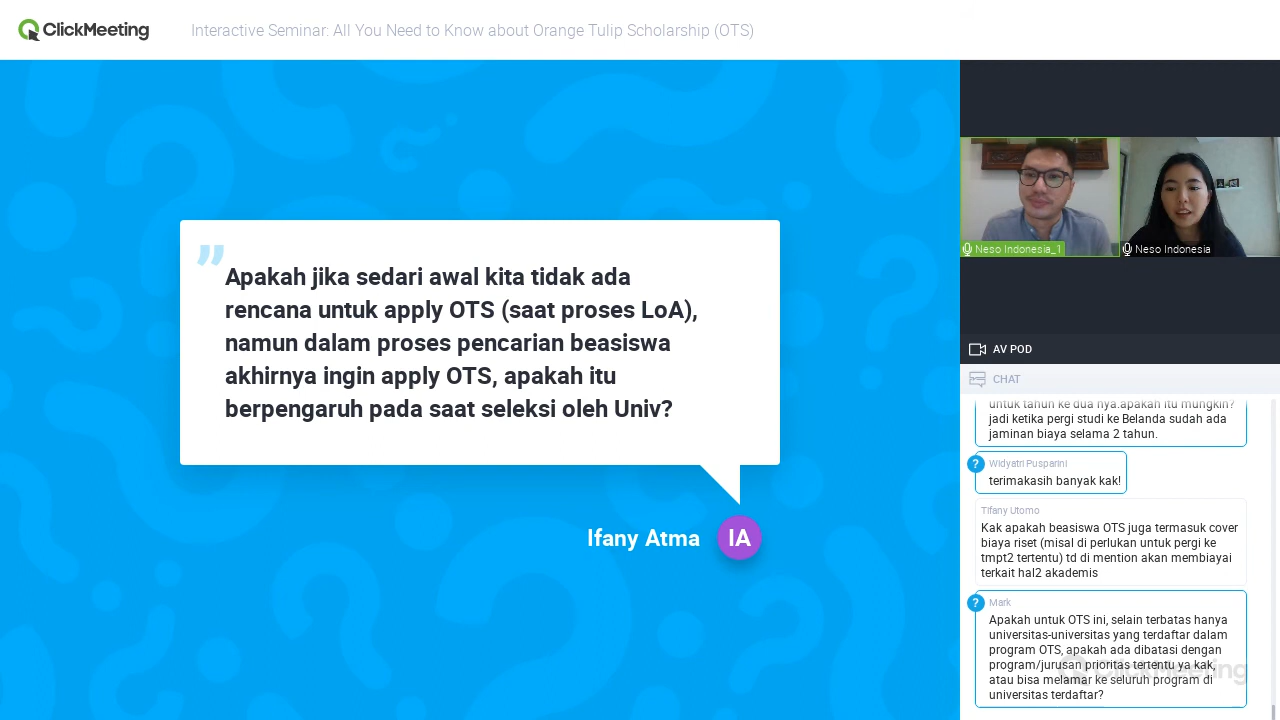 ClickMeeting
Interactive Seminar: All You Need to Know about Orange Tulip Scholarship (OTS)
Apakah jika sedari awal kita tidak ada
rencana untuk apply OTS (saat proses LoA),
namun dalam proses pencarian beasiswa
akhirnya ingin apply OTS, apakah itu
berpengaruh pada saat seleksi oleh Univ?
Ifany Atma
IA
Neso Indonesia_1
Neso Indonesia
AV POD
CHAT
untuk tahun ke dua nya.apakah itu mungkin?
jadi ketika pergi studi ke Belanda sudah ada
jaminan biaya selama 2 tahun.
?
Widyatri Pusparini
terimakasih banyak kak!
Tifany Utomo
Kak apakah beasiswa OTS juga termasuk cover
biaya riset (misal di perlukan untuk pergi ke
tmpt2 tertentu) td di mention akan membiayai
terkait hal2 akademis
?
Mark
Apakah untuk OTS ini, selain terbatas hanya
universitas-universitas yang terdaftar dalam
program OTS, apakah ada dibatasi dengan
program/jurusan prioritas tertentu ya kak,
atau bisa melamar ke seluruh program di
universitas terdaftar?
ClickMeeting